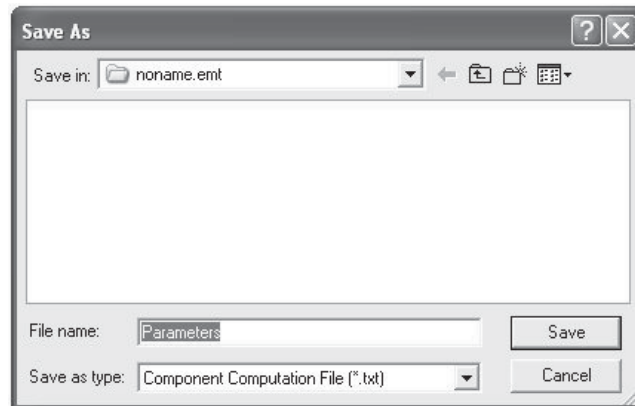 Save As
Save in: noname.emt
File name: Parameters
Save
Save as type: Component Computation File (*.txt)
Cancel